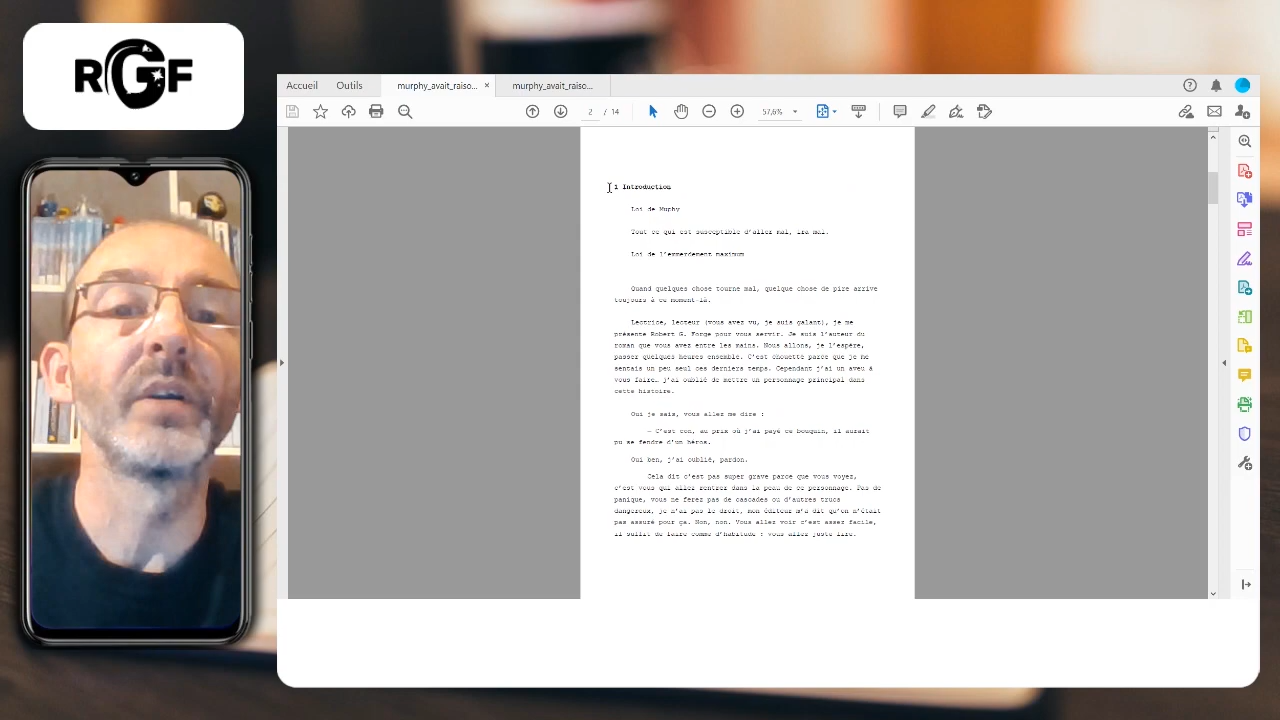 RGF
Accueil Outils murphy_avait_raiso... × murphy_avait_raiso...
2 / 14 57,6%
1 Introduction
Loi de Muphy
Tout ce qui est susceptible d'aller mal, ira mal.
Loi de l'emmerdement maximum
Quand quelques chose tourne mal, quelque chose de pire arrive
toujours à ce moment-là.
Lectrice, lecteur (vous avez vu, je suis galant), je me
présente Robert G. Forge pour vous servir. Je suis l'auteur du
roman que vous avez entre les mains. Nous allons, je l'espère,
passer quelques heures ensemble. C'est chouette parce que je me
sentais un peu seul ces derniers temps. Cependant j'ai un aveu à
vous faire… j'ai oublié de mettre un personnage principal dans
cette histoire.
Oui je sais, vous allez me dire :
— C'est con, au prix où j'ai payé ce bouquin, il aurait
pu se fendre d'un héros.
Oui ben, j'ai oublié, pardon.
Cela dit c'est pas super grave parce que vous voyez,
c'est vous qui allez rentrer dans la peau de ce personnage. Pas de
panique, vous ne ferez pas de cascades ou d'autres trucs
dangereux, je n'ai pas le droit, mon éditeur m'a dit qu'on n'était
pas assuré pour ça. Non, non. Vous allez voir c'est assez facile,
il suffit de faire comme d'habitude : vous allez juste lire.